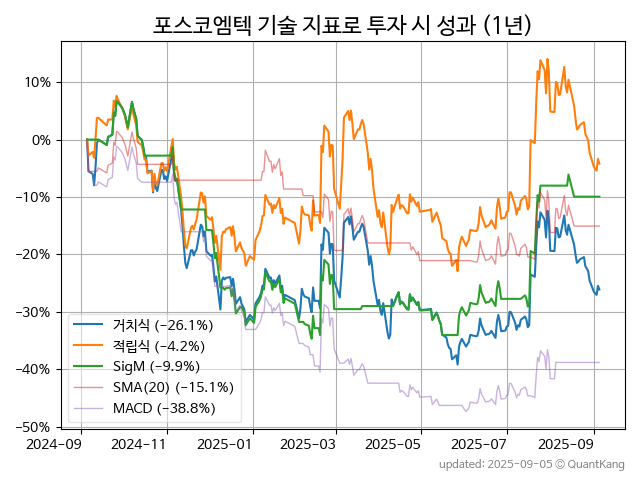 포스코엠텍 기술 지표로 투자 시 성과 (1년)
10%
0%
−10%
−20%
−30%
−40%
−50%
거치식 (−26.1%)
적립식 (−4.2%)
SigM (−9.9%)
SMA(20) (−15.1%)
MACD (−38.8%)
2024-09 2024-11 2025-01 2025-03 2025-05 2025-07 2025-09
updated: 2025-09-05 © QuantKang